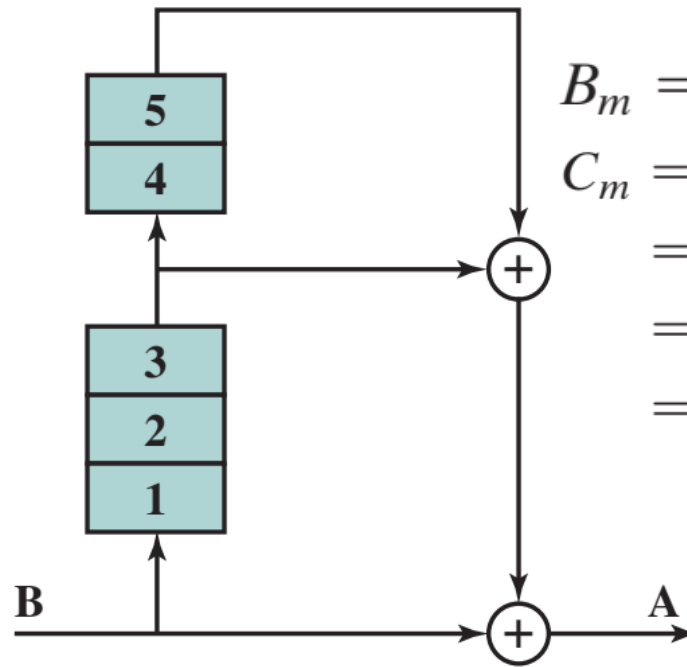 5
4
B_m =
C_m =
+
=
=
=
3
2
1
B
A
+